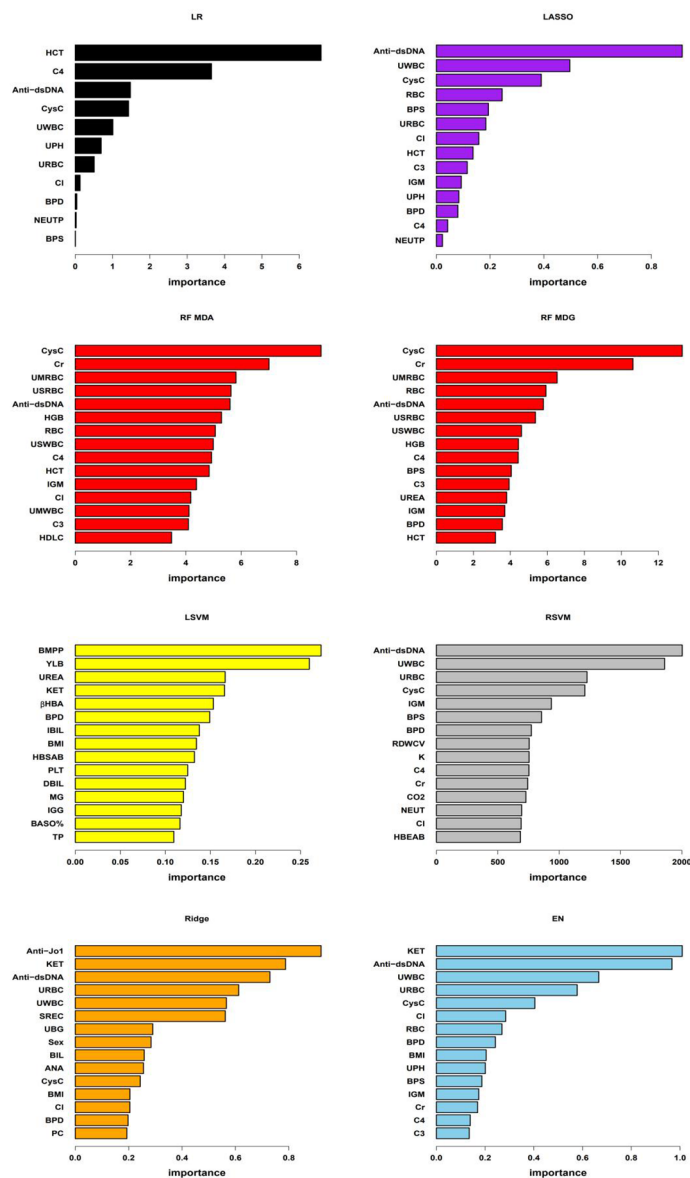 LR
HCT
C4
Anti-dsDNA
CysC
UWBC
UPH
URBC
Cl
BPD
NEUTP
BPS
0 1 2 3 4 5 6
importance
LASSO
Anti-dsDNA
UWBC
CysC
RBC
BPS
URBC
Cl
HCT
C3
IGM
UPH
BPD
C4
NEUTP
0.0 0.2 0.4 0.6 0.8
importance
RF MDA
CysC
Cr
UMRBC
USRBC
Anti-dsDNA
HGB
RBC
USWBC
C4
HCT
IGM
Cl
UMWBC
C3
HDLC
0 2 4 6 8
importance
RF MDG
CysC
Cr
UMRBC
RBC
Anti-dsDNA
USRBC
USWBC
HGB
C4
BPS
C3
UREA
IGM
BPD
HCT
0 2 4 6 8 10 12
importance
LSVM
BMPP
YLB
UREA
KET
βHBA
BPD
IBIL
BMI
HBSAB
PLT
DBIL
MG
IGG
BASO%
TP
0.00 0.05 0.10 0.15 0.20 0.25
importance
RSVM
Anti-dsDNA
UWBC
URBC
CysC
IGM
BPS
BPD
RDWCV
K
C4
Cr
CO2
NEUT
Cl
HBEAB
0 500 1000 1500 2000
importance
Ridge
Anti-Jo1
KET
Anti-dsDNA
URBC
UWBC
SREC
UBG
Sex
BIL
ANA
CysC
BMI
Cl
BPD
PC
0.0 0.2 0.4 0.6 0.8
importance
EN
KET
Anti-dsDNA
UWBC
URBC
CysC
Cl
RBC
BPD
BMI
UPH
BPS
IGM
Cr
C4
C3
0.0 0.2 0.4 0.6 0.8 1.0
importance